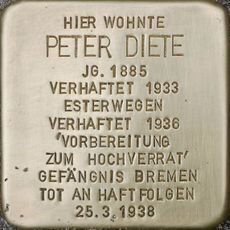 HIER WOHNTE
PETER DIETE
JG. 1885
VERHAFTET 1933
ESTERWEGEN
VERHAFTET 1936
'VORBEREITUNG
ZUM HOCHVERRAT'
GEFÄNGNIS BREMEN
TOT AN HAFTFOLGEN
25.3.1938